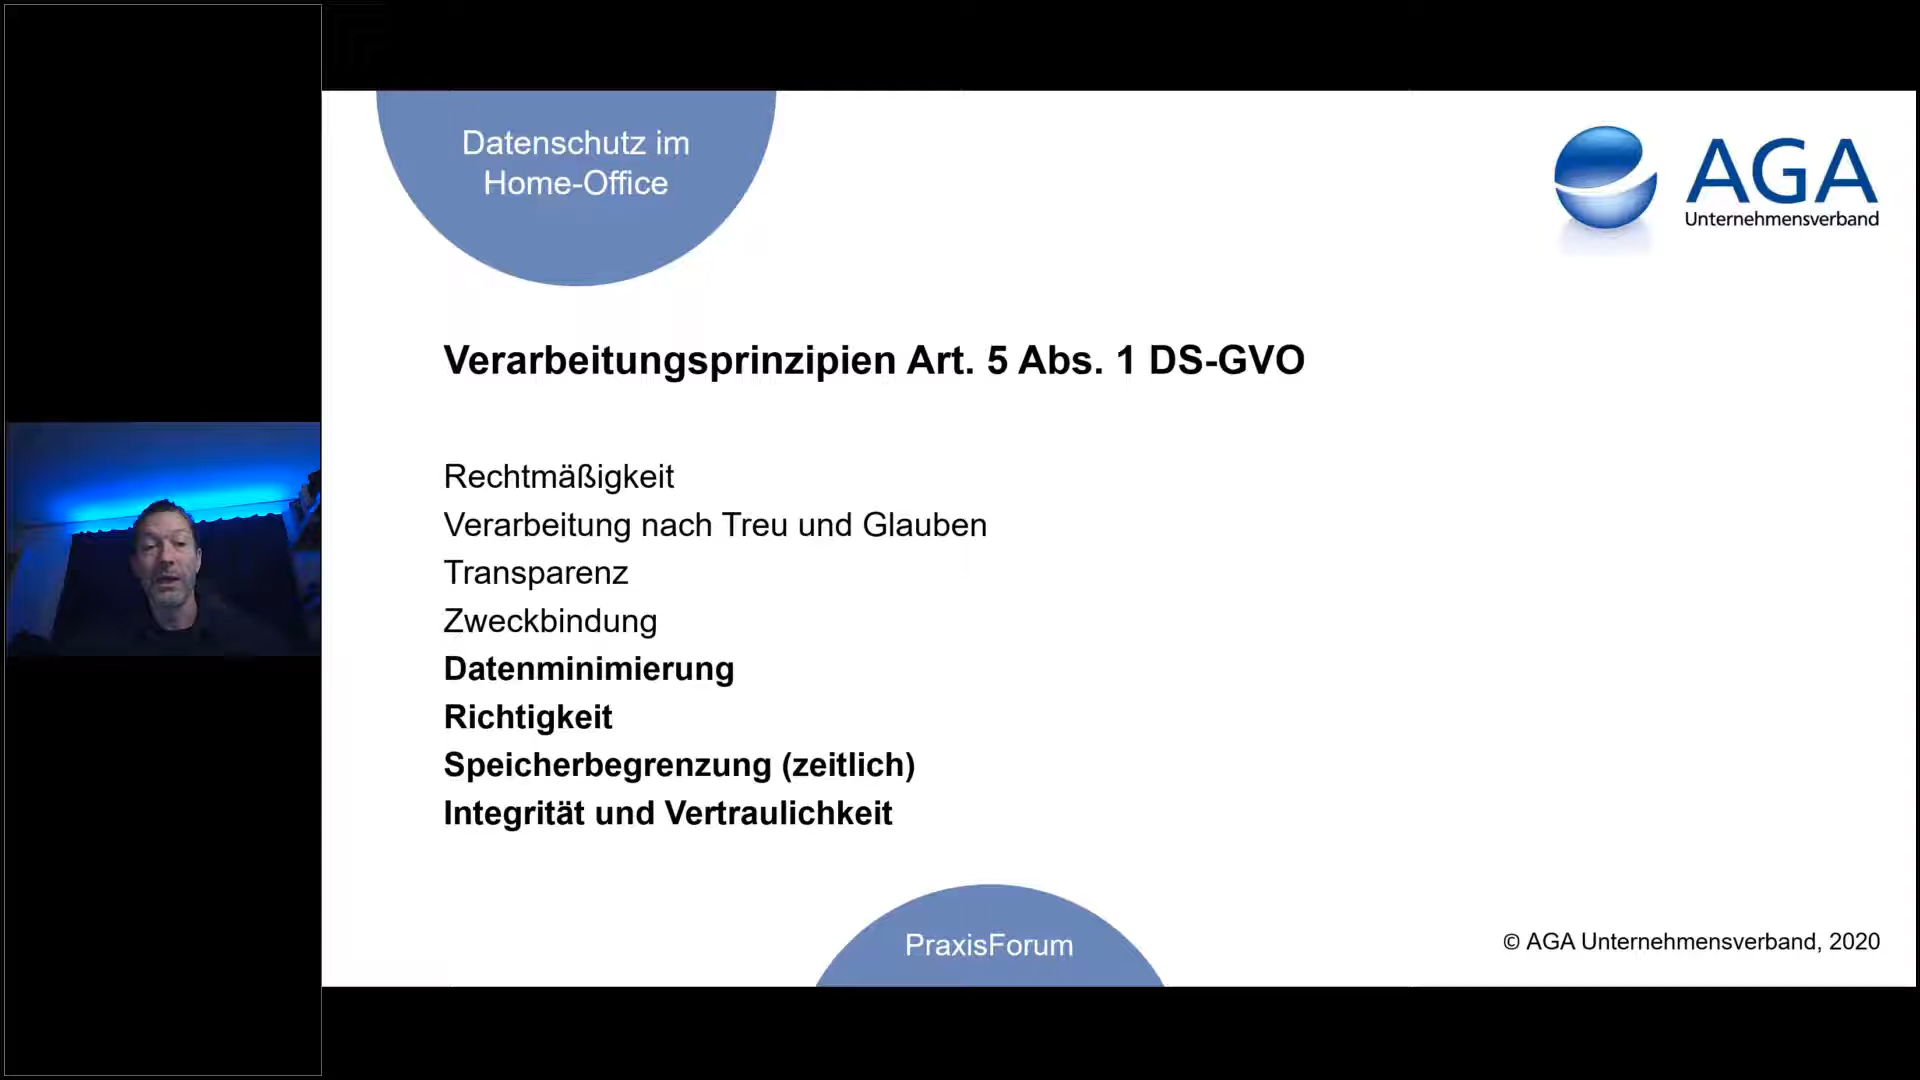 Datenschutz im
Home-Office
AGA
Unternehmensverband
Verarbeitungsprinzipien Art. 5 Abs. 1 DS-GVO
Rechtmäßigkeit
Verarbeitung nach Treu und Glauben
Transparenz
Zweckbindung
Datenminimierung
Richtigkeit
Speicherbegrenzung (zeitlich)
Integrität und Vertraulichkeit
PraxisForum
© AGA Unternehmensverband, 2020